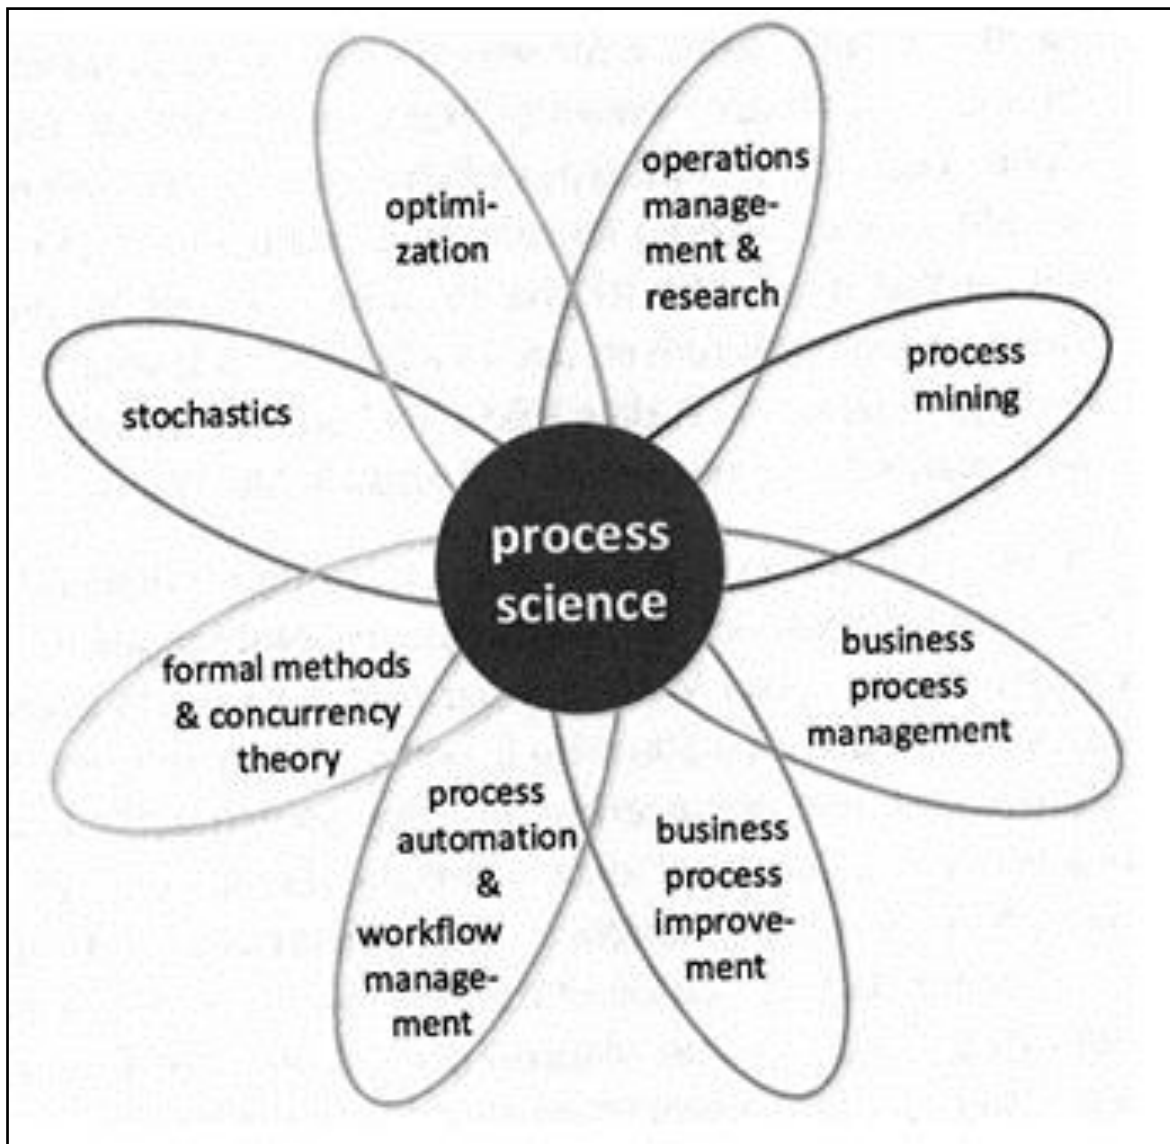 optimi-
zation
operations
manage-
ment &
research
process
mining
stochastics
process
science
formal methods
& concurrency
theory
business
process
management
process
automation
&
workflow
manage-
ment
business
process
improve-
ment